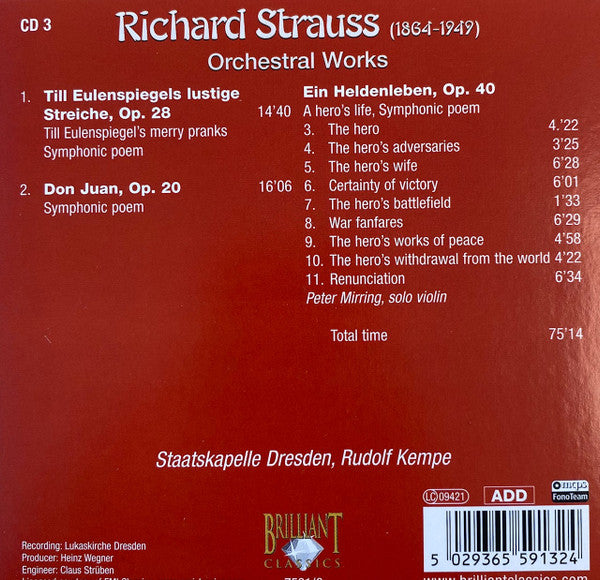 CD 3
Richard Strauss (1864-1949)
Orchestral Works
1. Till Eulenspiegels lustige
Streiche, Op. 28 14'40
Till Eulenspiegel's merry pranks
Symphonic poem
2. Don Juan, Op. 20 16'06
Symphonic poem
Ein Heldenleben, Op. 40
A hero's life, Symphonic poem
3. The hero 4.'22
4. The hero's adversaries 3'25
5. The hero's wife 6'28
6. Certainty of victory 6'01
7. The hero's battlefield 1'33
8. War fanfares 6'29
9. The hero's works of peace 4'58
10. The hero's withdrawal from the world 4'22
11. Renunciation 6'34
Peter Mirring, solo violin
Total time 75'14
Staatskapelle Dresden, Rudolf Kempe
LC 09421
ADD
mcps
FonoTeam
BRILLIANT
CLASSICS
Recording: Lukaskirche Dresden
Producer: Heinz Wegner
Engineer: Claus Strüben
5 029365 591324
www.brilliantclassics.com